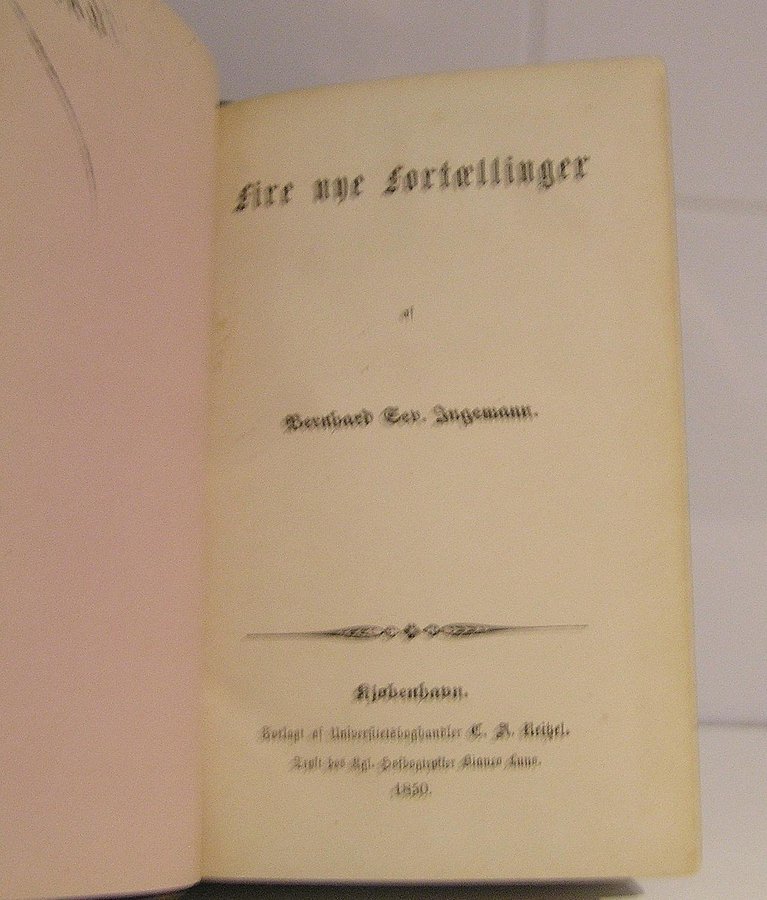 Fire nye Fortællinger
af
Bernhard Sev. Ingemann.
Kjøbenhavn.
Forlagt af Universitetsboghandler C. A. Reitzel.
Trykt hos Kgl. Hofbogtrykker Bianco Luno.
1850.